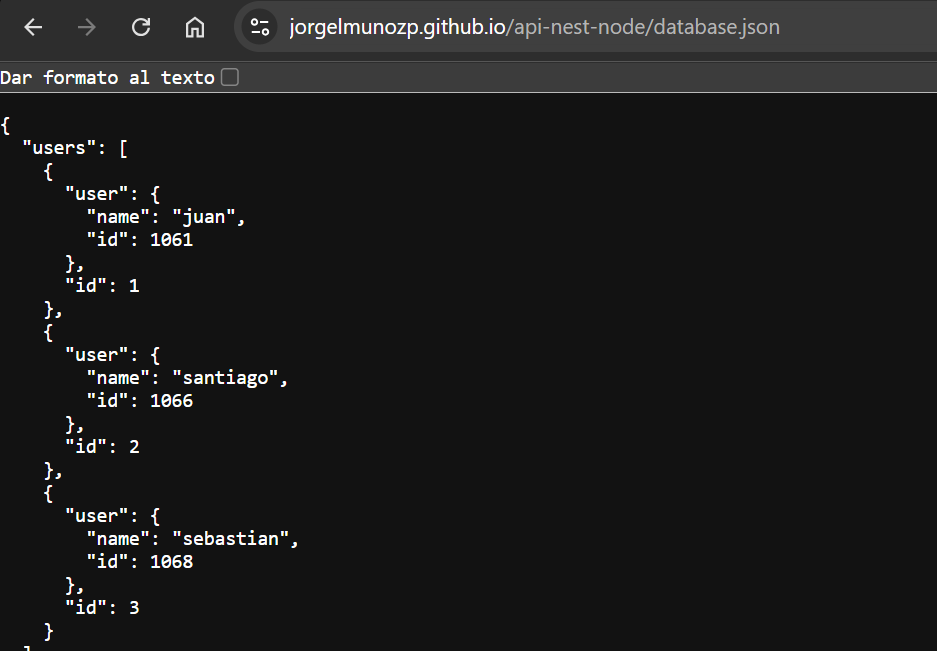 jorgelmunozp.github.io/api-nest-node/database.json
Dar formato al texto
{
  "users": [
    {
      "user": {
        "name": "juan",
        "id": 1061
      },
      "id": 1
    },
    {
      "user": {
        "name": "santiago",
        "id": 1066
      },
      "id": 2
    },
    {
      "user": {
        "name": "sebastian",
        "id": 1068
      },
      "id": 3
    }